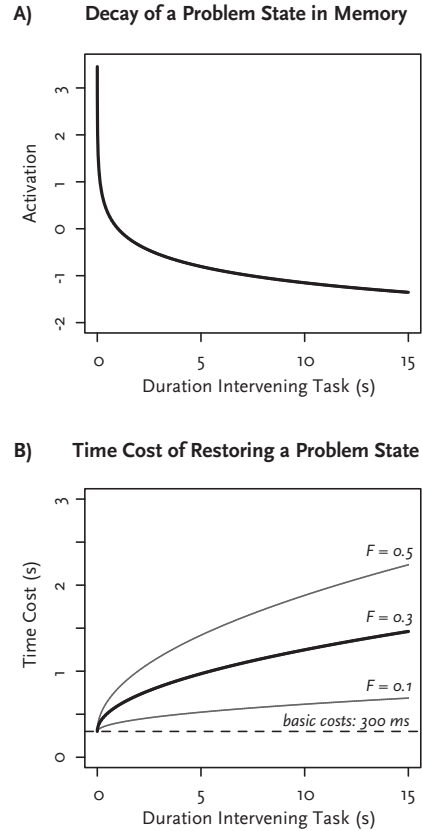 A) Decay of a Problem State in Memory
Activation
3
2
1
0
-1
-2
0 5 10 15
Duration Intervening Task (s)
B) Time Cost of Restoring a Problem State
Time Cost (s)
3
2
1
0
F = 0.5
F = 0.3
F = 0.1
basic costs: 300 ms
0 5 10 15
Duration Intervening Task (s)